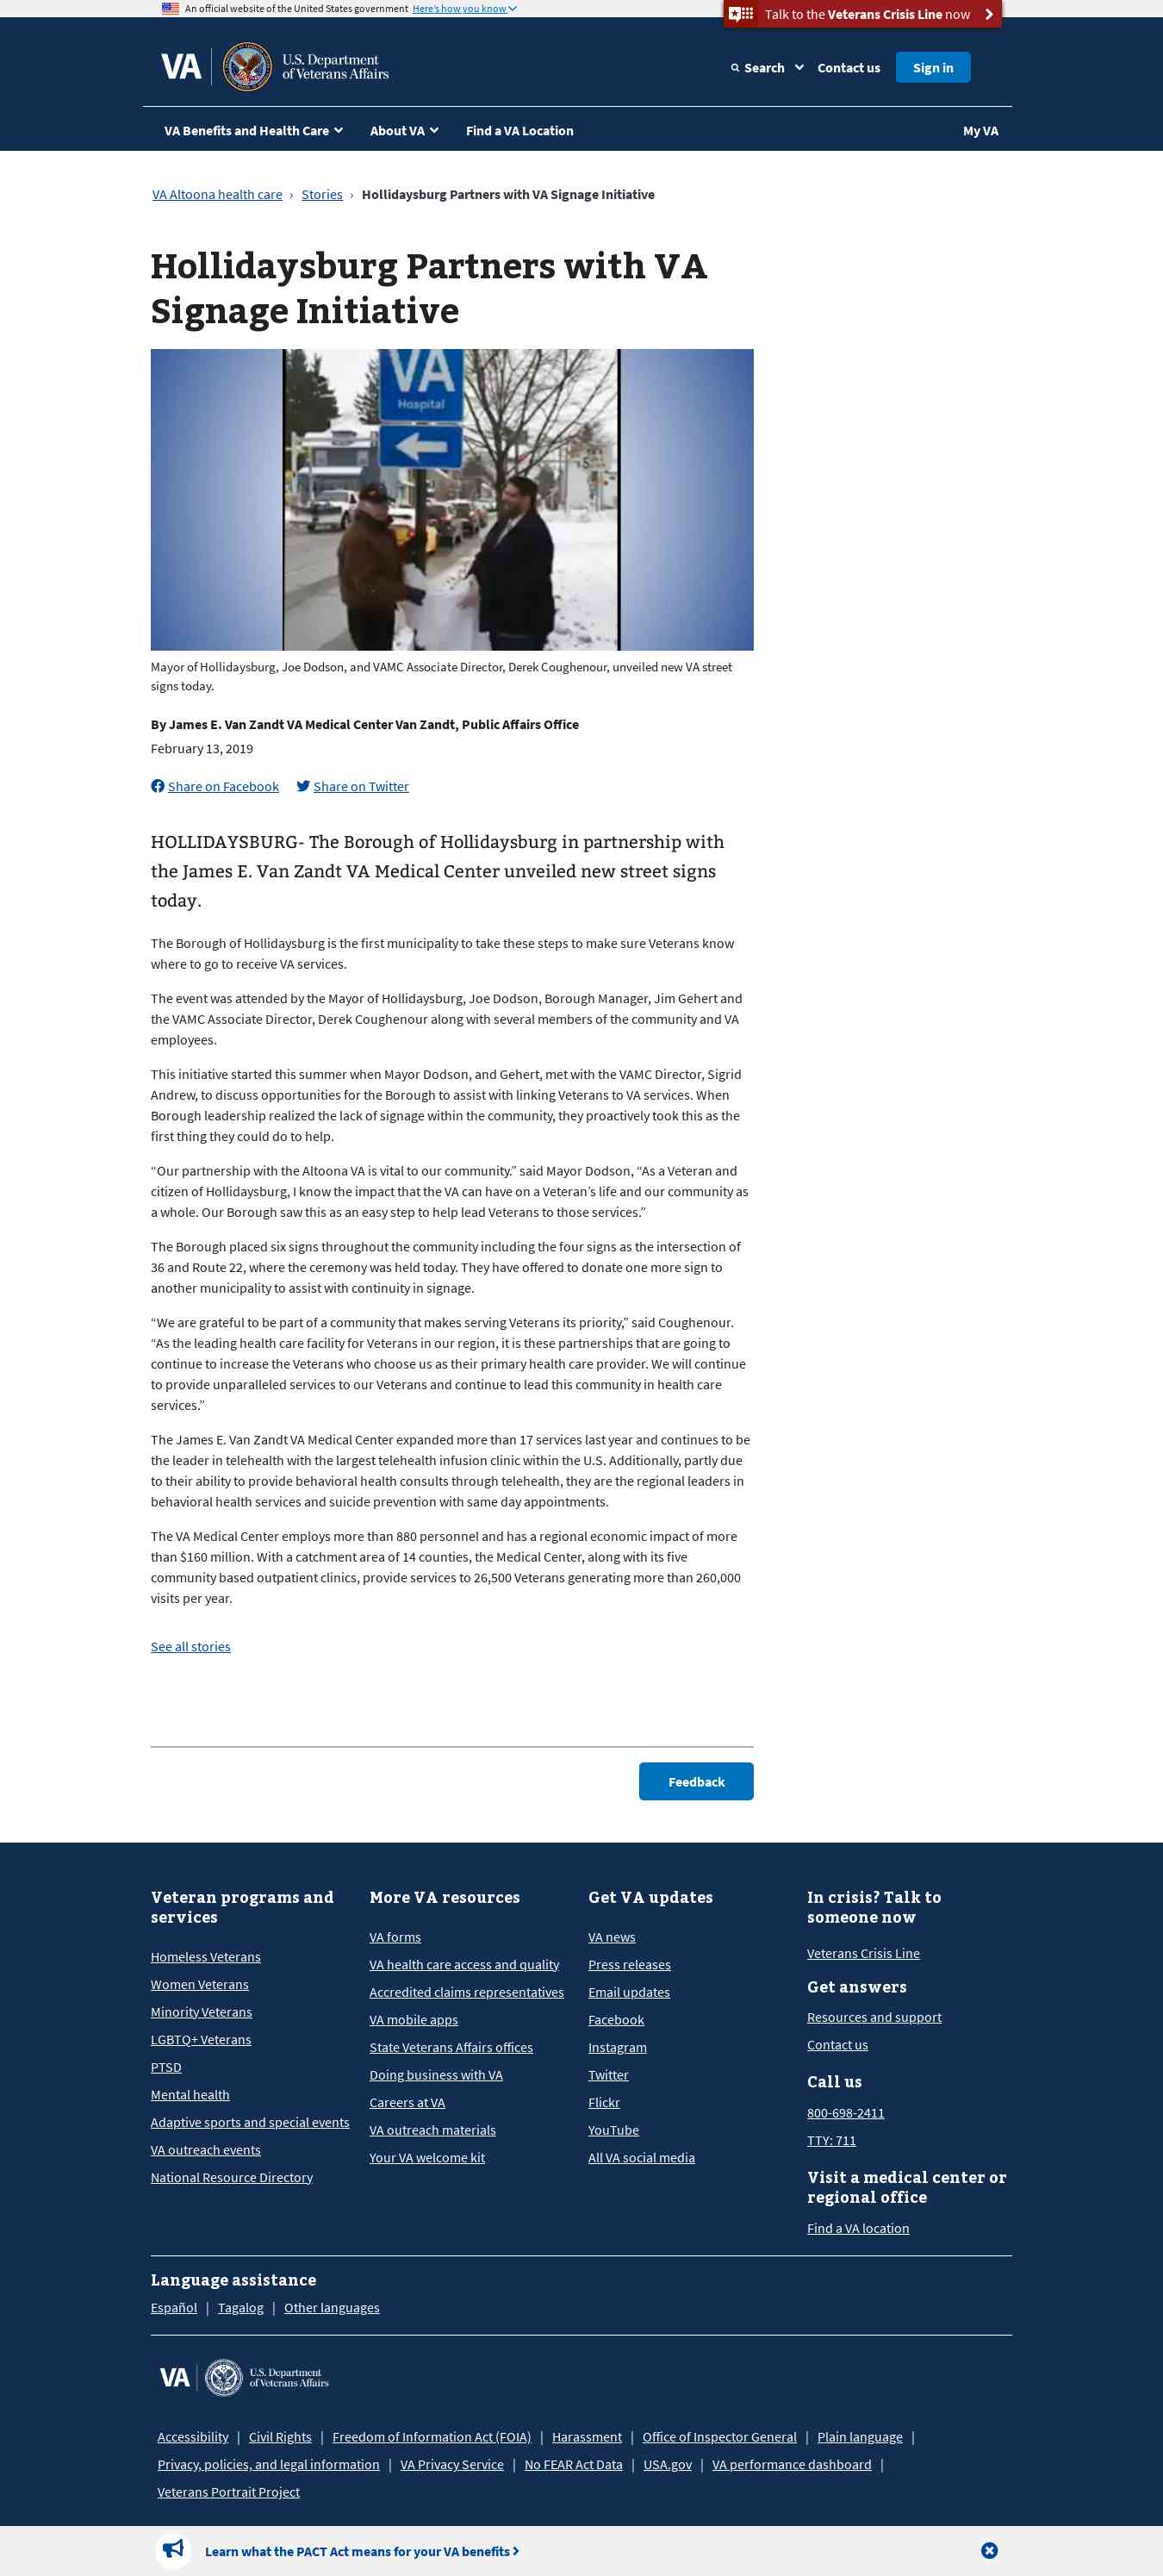 An official website of the United States government Here's how you know
Talk to the Veterans Crisis Line now
VA
U.S. Department
of Veterans Affairs
Search
Contact us
Sign in
VA Benefits and Health Care
About VA
Find a VA Location
My VA
VA Altoona health care › Stories › Hollidaysburg Partners with VA Signage Initiative
Hollidaysburg Partners with VA
Signage Initiative
VA
Hospital
Mayor of Hollidaysburg, Joe Dodson, and VAMC Associate Director, Derek Coughenour, unveiled new VA street
signs today.
By James E. Van Zandt VA Medical Center Van Zandt, Public Affairs Office
February 13, 2019
Share on Facebook
Share on Twitter
HOLLIDAYSBURG- The Borough of Hollidaysburg in partnership with
the James E. Van Zandt VA Medical Center unveiled new street signs
today.
The Borough of Hollidaysburg is the first municipality to take these steps to make sure Veterans know
where to go to receive VA services.
The event was attended by the Mayor of Hollidaysburg, Joe Dodson, Borough Manager, Jim Gehert and
the VAMC Associate Director, Derek Coughenour along with several members of the community and VA
employees.
This initiative started this summer when Mayor Dodson, and Gehert, met with the VAMC Director, Sigrid
Andrew, to discuss opportunities for the Borough to assist with linking Veterans to VA services. When
Borough leadership realized the lack of signage within the community, they proactively took this as the
first thing they could do to help.
“Our partnership with the Altoona VA is vital to our community.” said Mayor Dodson, “As a Veteran and
citizen of Hollidaysburg, I know the impact that the VA can have on a Veteran’s life and our community as
a whole. Our Borough saw this as an easy step to help lead Veterans to those services.”
The Borough placed six signs throughout the community including the four signs as the intersection of
36 and Route 22, where the ceremony was held today. They have offered to donate one more sign to
another municipality to assist with continuity in signage.
“We are grateful to be part of a community that makes serving Veterans its priority,” said Coughenour.
“As the leading health care facility for Veterans in our region, it is these partnerships that are going to
continue to increase the Veterans who choose us as their primary health care provider. We will continue
to provide unparalleled services to our Veterans and continue to lead this community in health care
services.”
The James E. Van Zandt VA Medical Center expanded more than 17 services last year and continues to be
the leader in telehealth with the largest telehealth infusion clinic within the U.S. Additionally, partly due
to their ability to provide behavioral health consults through telehealth, they are the regional leaders in
behavioral health services and suicide prevention with same day appointments.
The VA Medical Center employs more than 880 personnel and has a regional economic impact of more
than $160 million. With a catchment area of 14 counties, the Medical Center, along with its five
community based outpatient clinics, provide services to 26,500 Veterans generating more than 260,000
visits per year.
See all stories
Feedback
Veteran programs and
services
Homeless Veterans
Women Veterans
Minority Veterans
LGBTQ+ Veterans
PTSD
Mental health
Adaptive sports and special events
VA outreach events
National Resource Directory
More VA resources
VA forms
VA health care access and quality
Accredited claims representatives
VA mobile apps
State Veterans Affairs offices
Doing business with VA
Careers at VA
VA outreach materials
Your VA welcome kit
Get VA updates
VA news
Press releases
Email updates
Facebook
Instagram
Twitter
Flickr
YouTube
All VA social media
In crisis? Talk to
someone now
Veterans Crisis Line
Get answers
Resources and support
Contact us
Call us
800-698-2411
TTY: 711
Visit a medical center or
regional office
Find a VA location
Language assistance
Español | Tagalog | Other languages
VA
U.S. Department
of Veterans Affairs
Accessibility | Civil Rights | Freedom of Information Act (FOIA) | Harassment | Office of Inspector General | Plain language |
Privacy, policies, and legal information | VA Privacy Service | No FEAR Act Data | USA.gov | VA performance dashboard |
Veterans Portrait Project
Learn what the PACT Act means for your VA benefits